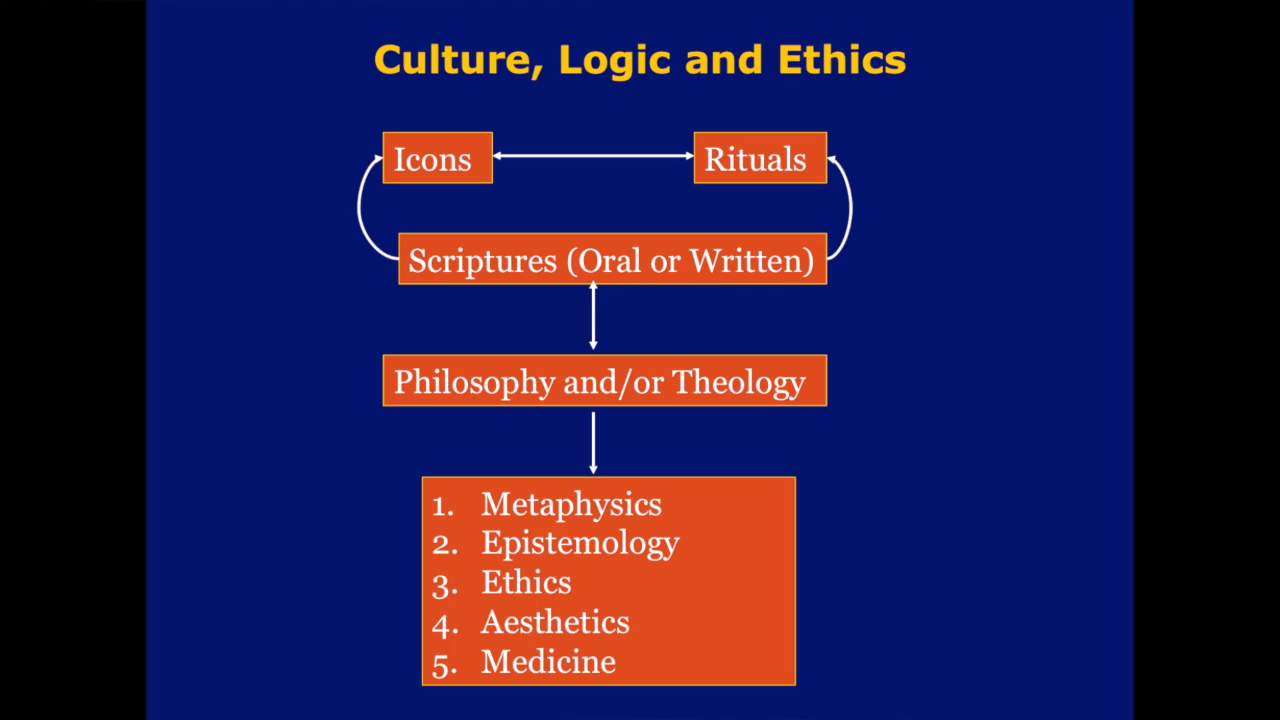 Culture, Logic and Ethics
Icons
Rituals
Scriptures (Oral or Written)
Philosophy and/or Theology
1. Metaphysics
2. Epistemology
3. Ethics
4. Aesthetics
5. Medicine